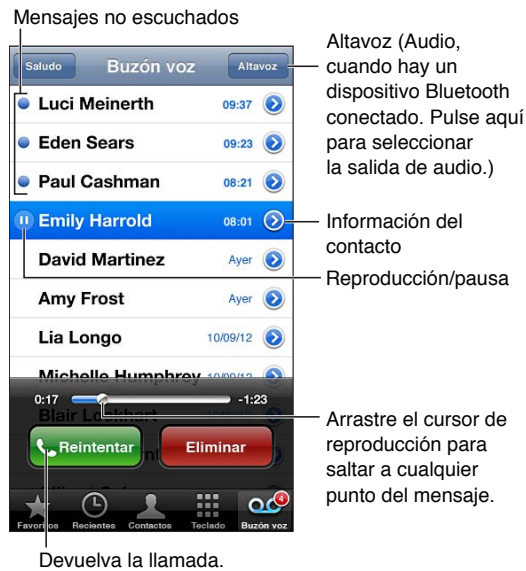 Mensajes no escuchados
Saludo
Buzón voz
Altavoz
Luci Meinerth 09:37
Eden Sears 09:23
Paul Cashman 08:21
Emily Harrold 08:01
David Martinez Ayer
Amy Frost Ayer
Lia Longo 10/09/12
Michelle Humphrey 10/09/12
0:17 -1:23
Blair Lockhart
Reintentar
Eliminar
Favoritos
Recientes
Contactos
Teclado
Buzón voz
4
Altavoz (Audio,
cuando hay un
dispositivo Bluetooth
conectado. Pulse aquí
para seleccionar
la salida de audio.)
Información del
contacto
Reproducción/pausa
Arrastre el cursor de
reproducción para
saltar a cualquier
punto del mensaje.
Devuelva la llamada.